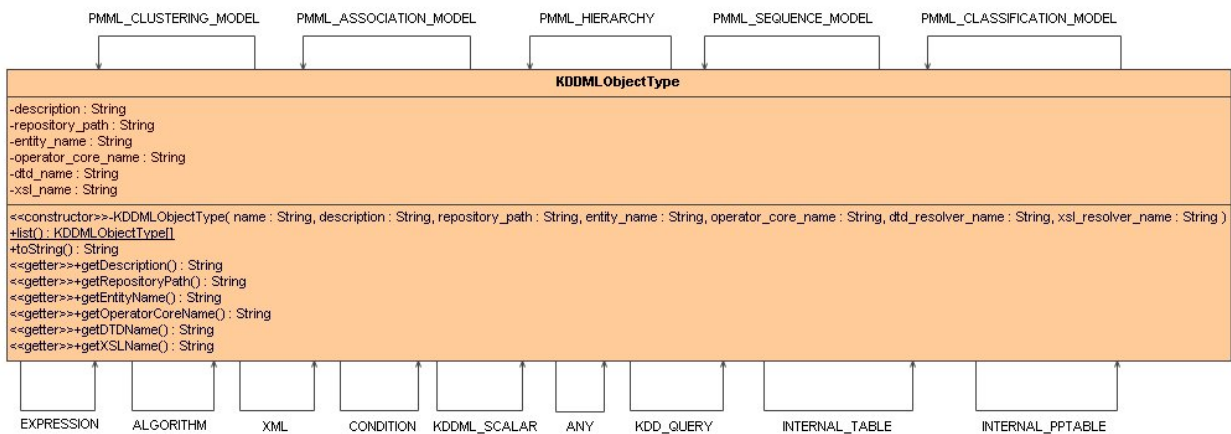 PMML_CLUSTERING_MODEL PMML_ASSOCIATION_MODEL PMML_HIERARCHY PMML_SEQUENCE_MODEL PMML_CLASSIFICATION_MODEL
KDDMLObjectType
-description : String
-repository_path : String
-entity_name : String
-operator_core_name : String
-dtd_name : String
-xsl_name : String
<<constructor>>-KDDMLObjectType( name : String, description : String, repository_path : String, entity_name : String, operator_core_name : String, dtd_resolver_name : String, xsl_resolver_name : String )
+list() : KDDMLObjectType[]
+toString() : String
<<getter>>+getDescription() : String
<<getter>>+getRepositoryPath() : String
<<getter>>+getEntityName() : String
<<getter>>+getOperatorCoreName() : String
<<getter>>+getDTDName() : String
<<getter>>+getXSLName() : String
EXPRESSION ALGORITHM XML CONDITION KDDML_SCALAR ANY KDD_QUERY INTERNAL_TABLE INTERNAL_PPTABLE